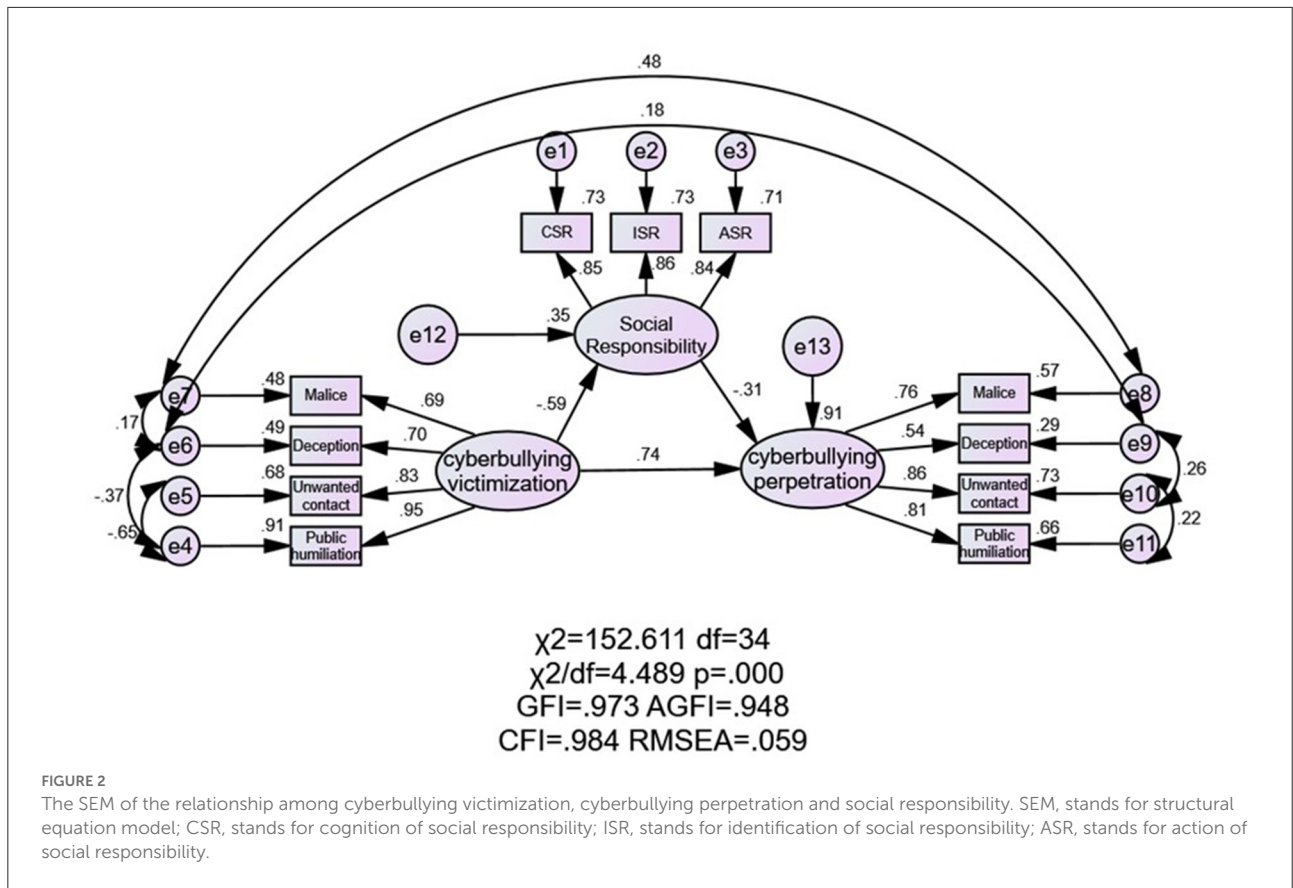 .48
.18
e1 e2 e3
.73 .73 .71
CSR ISR ASR
.85 .86 .84
e12 .35 Social
Responsibility
e13
e7 .48 Malice .69
-.59 -.31
.76 Malice .57 e8
.17
e6 .49 Deception .70
.91
.54 Deception .29 e9
cyberbullying
victimization
.74
cyberbullying
perpetration
.26
-.37
e5 .68 Unwanted
contact .83
.86 Unwanted
contact .73 e10
.22
-.65
e4 .91 Public
humiliation .95
.81 Public
humiliation .66 e11
χ2=152.611 df=34
χ2/df=4.489 p=.000
GFI=.973 AGFI=.948
CFI=.984 RMSEA=.059
FIGURE 2
The SEM of the relationship among cyberbullying victimization, cyberbullying perpetration and social responsibility. SEM, stands for structural
equation model; CSR, stands for cognition of social responsibility; ISR, stands for identification of social responsibility; ASR, stands for action of
social responsibility.